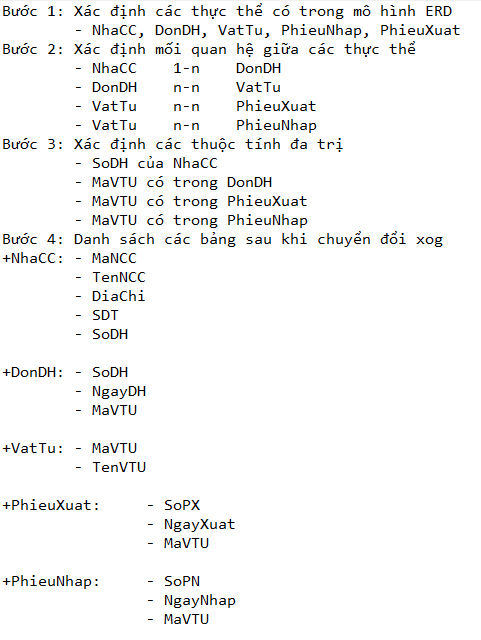 Bước 1: Xác định các thực thể có trong mô hình ERD
- NhaCC, DonDH, VatTu, PhieuNhap, PhieuXuat
Bước 2: Xác định mối quan hệ giữa các thực thể
- NhaCC 1-n DonDH
- DonDH n-n VatTu
- VatTu n-n PhieuXuat
- VatTu n-n PhieuNhap
Bước 3: Xác định các thuộc tính đa trị
- SoDH của NhaCC
- MaVTU có trong DonDH
- MaVTU có trong PhieuXuat
- MaVTU có trong PhieuNhap
Bước 4: Danh sách các bảng sau khi chuyển đổi xog
+NhaCC: - MaNCC
- TenNCC
- DiaChi
- SDT
- SoDH
+DonDH: - SoDH
- NgayDH
- MaVTU
+VatTu: - MaVTU
- TenVTU
+PhieuXuat: - SoPX
- NgayXuat
- MaVTU
+PhieuNhap: - SoPN
- NgayNhap
- MaVTU